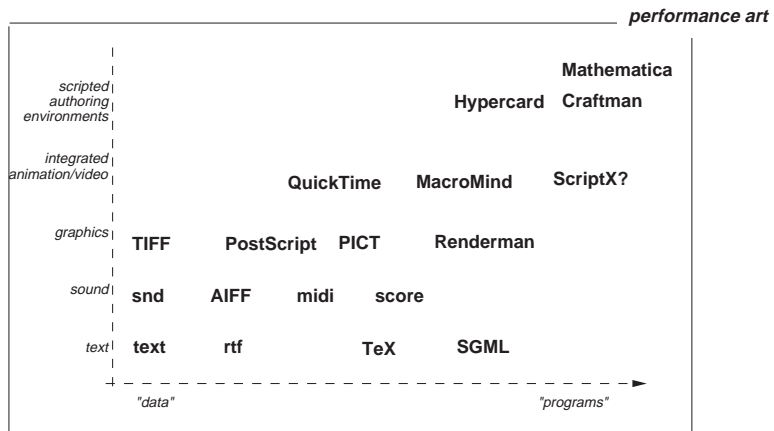 performance art
Mathematica
scripted
authoring
environments
Hypercard Craftman
integrated
animation/video
QuickTime MacroMind ScriptX?
graphics
TIFF PostScript PICT Renderman
sound
snd AIFF midi score
text text rtf TeX SGML
"data" "programs"